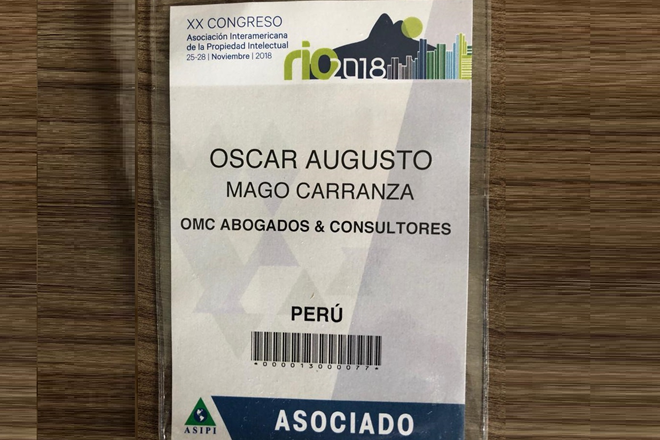 XX CONGRESO
Asociación Interamericana
de la Propiedad Intelectual
25-28 | Noviembre | 2018
rio2018
OSCAR AUGUSTO
MAGO CARRANZA
OMC ABOGADOS & CONSULTORES
PERÚ
*0000013000077*
ASIPI
ASOCIADO